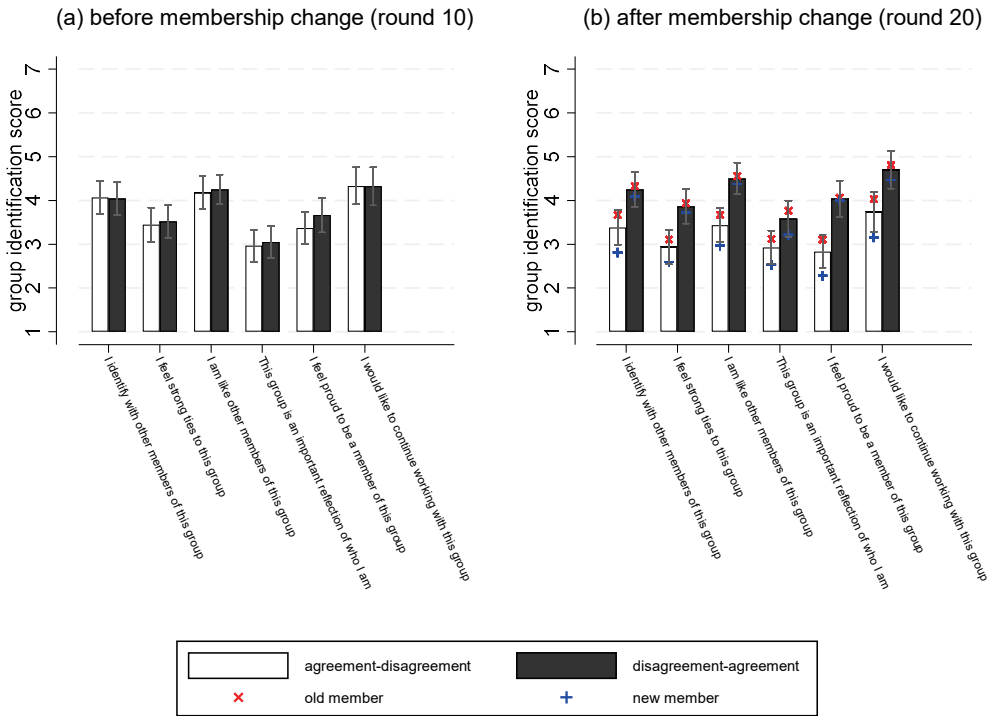 (a) before membership change (round 10)
group identification score
7
6
5
4
3
2
1
I identify with other members of this group
I feel strong ties to this group
I am like other members of this group
This group is an important reflection of who I am
I feel proud to be a member of this group
I would like to continue working with this group
(b) after membership change (round 20)
group identification score
7
6
5
4
3
2
1
I identify with other members of this group
I feel strong ties to this group
I am like other members of this group
This group is an important reflection of who I am
I feel proud to be a member of this group
I would like to continue working with this group
agreement-disagreement
disagreement-agreement
old member
new member